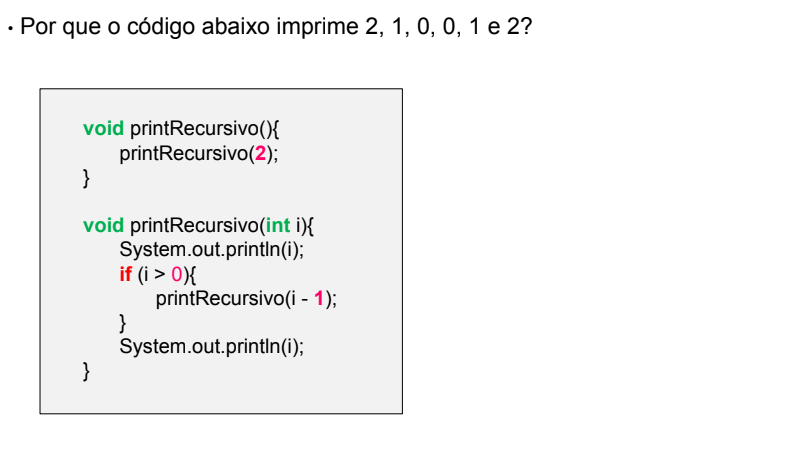 • Por que o código abaixo imprime 2, 1, 0, 0, 1 e 2?
void printRecursivo(){
printRecursivo(2);
}
void printRecursivo(int i){
System.out.println(i);
if (i > 0){
printRecursivo(i - 1);
}
System.out.println(i);
}